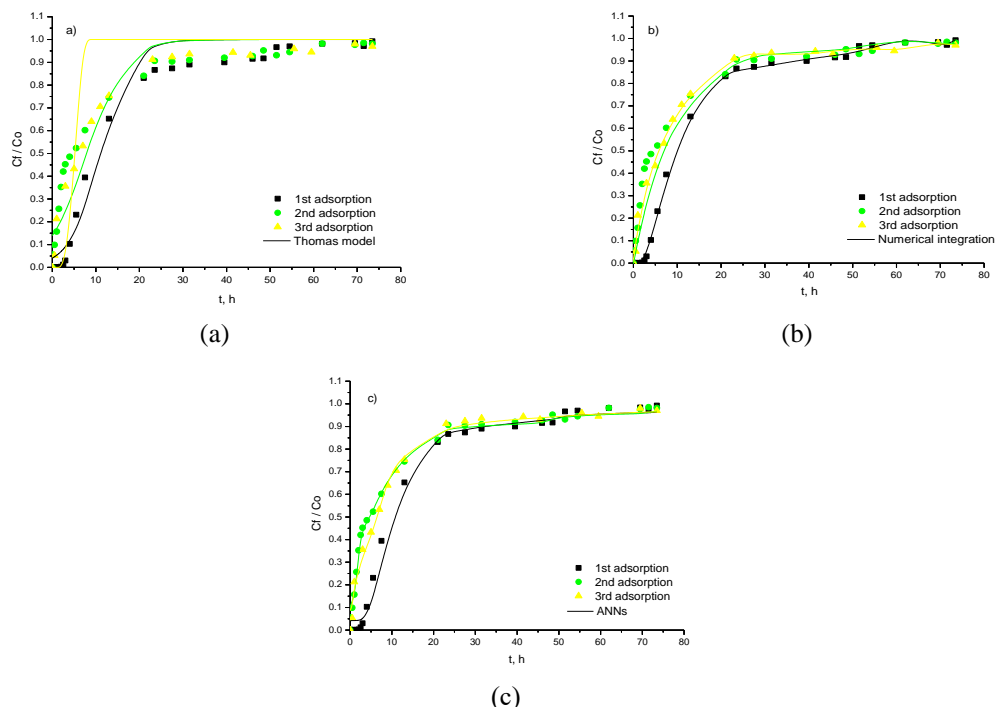 a)
1.1
1.0
0.9
0.8
0.7
0.6
0.5
0.4
0.3
0.2
0.1
0.0
Cf / Co
1st adsorption
2nd adsorption
3rd adsorption
Thomas model
0 10 20 30 40 50 60 70 80
t, h
(a)
b)
1.1
1.0
0.9
0.8
0.7
0.6
0.5
0.4
0.3
0.2
0.1
0.0
Cf / Co
1st adsorption
2nd adsorption
3rd adsorption
Numerical integration
0 10 20 30 40 50 60 70 80
t, h
(b)
c)
1.1
1.0
0.9
0.8
0.7
0.6
0.5
0.4
0.3
0.2
0.1
0.0
Cf / Co
1st adsorption
2nd adsorption
3rd adsorption
ANNs
0 10 20 30 40 50 60 70 80
t, h
(c)